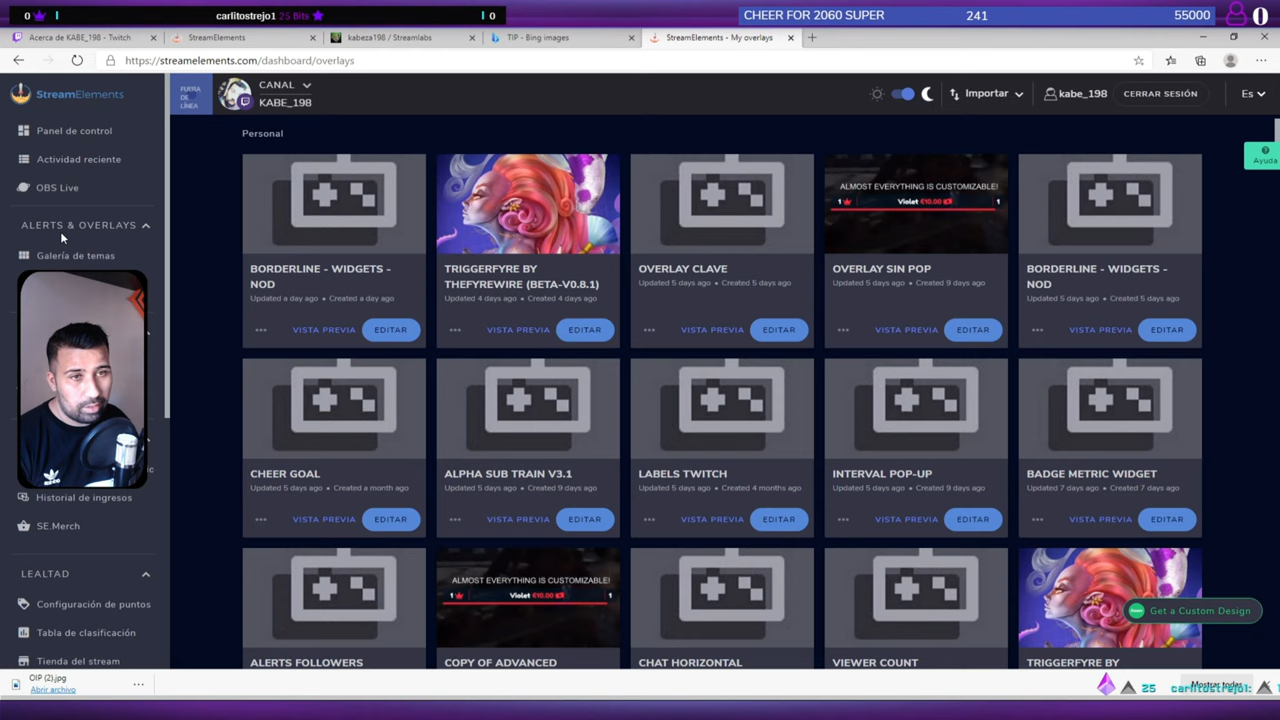 0 carlitostrejo1 25 Bits 0
CHEER FOR 2060 SUPER 241 55000 0
Acerca de KABE_198 - Twitch
StreamElements
kabeza198 / Streamlabs
TIP - Bing images
StreamElements - My overlays
https://streamelements.com/dashboard/overlays
StreamElements
FUERA DE LÍNEA
CANAL
KABE_198
Importar
kabe_198
CERRAR SESIÓN
Es
Ayuda
Panel de control
Actividad reciente
OBS Live
ALERTS & OVERLAYS
Galería de temas
Historial de ingresos
SE.Merch
LEALTAD
Configuración de puntos
Tabla de clasificación
Tienda del stream
Personal
BORDERLINE - WIDGETS -
NOD
Updated a day ago • Created a day ago
VISTA PREVIA EDITAR
TRIGGERFYRE BY
THEFYREWIRE (BETA-V0.8.1)
Updated 4 days ago • Created 4 days ago
VISTA PREVIA EDITAR
OVERLAY CLAVE
Updated 5 days ago • Created 5 days ago
VISTA PREVIA EDITAR
ALMOST EVERYTHING IS CUSTOMIZABLE!
1 Violet €10.00 1
OVERLAY SIN POP
Updated 5 days ago • Created 9 days ago
VISTA PREVIA EDITAR
BORDERLINE - WIDGETS -
NOD
Updated 5 days ago • Created 5 days ago
VISTA PREVIA EDITAR
CHEER GOAL
Updated 5 days ago • Created a month ago
VISTA PREVIA EDITAR
ALPHA SUB TRAIN V3.1
Updated 5 days ago • Created 9 days ago
VISTA PREVIA EDITAR
LABELS TWITCH
Updated 5 days ago • Created 4 months ago
VISTA PREVIA EDITAR
INTERVAL POP-UP
Updated 5 days ago • Created 9 days ago
VISTA PREVIA EDITAR
BADGE METRIC WIDGET
Updated 7 days ago • Created 7 days ago
VISTA PREVIA EDITAR
ALERTS FOLLOWERS
ALMOST EVERYTHING IS CUSTOMIZABLE!
1 Violet €10.00 1
COPY OF ADVANCED
CHAT HORIZONTAL
VIEWER COUNT
TRIGGERFYRE BY
Get a Custom Design
OIP (2).jpg
Abrir archivo
25 carlitostrejo1: